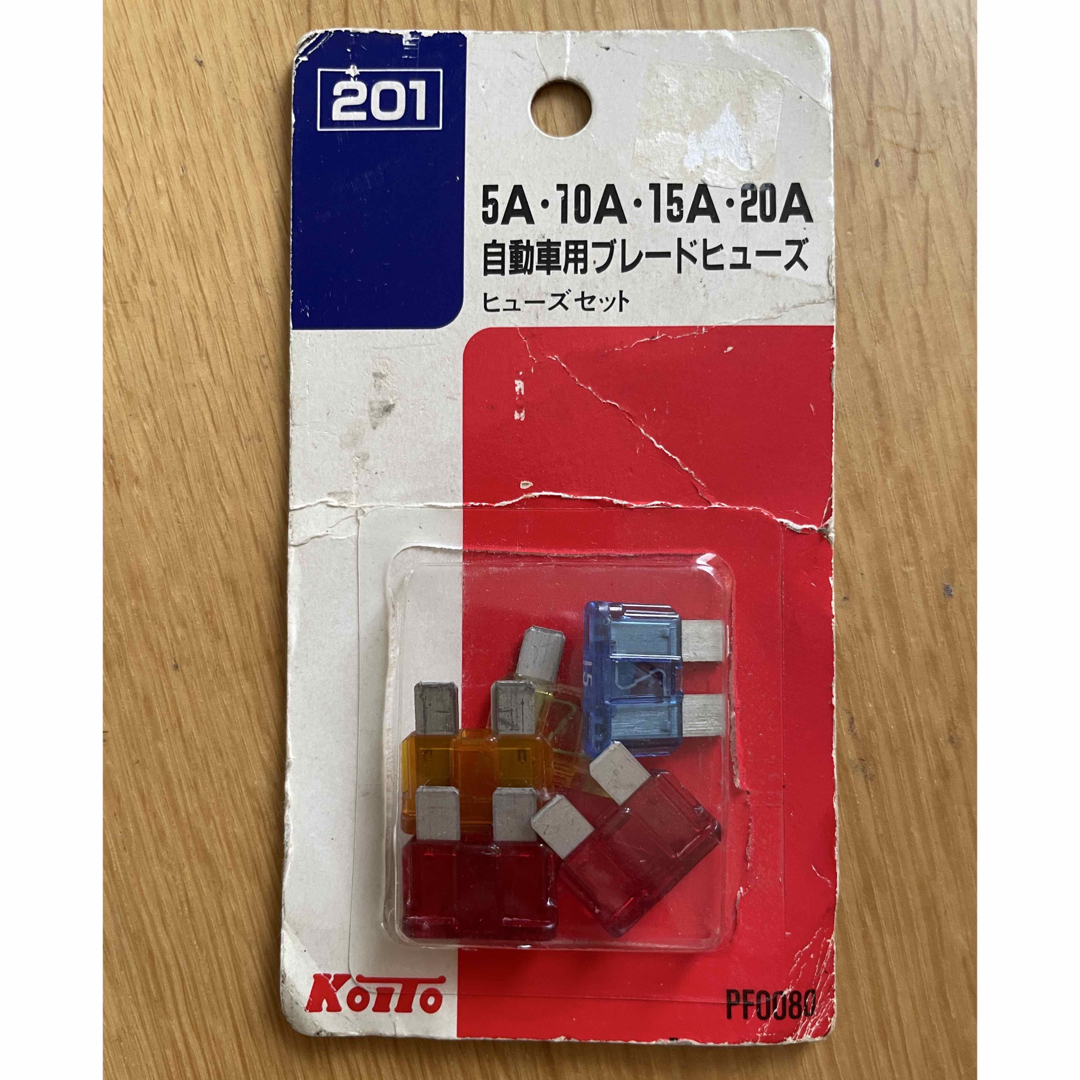 201
5A・10A・15A・20A
自動車用ブレードヒューズ
ヒューズセット
15
KOITO
PF0080